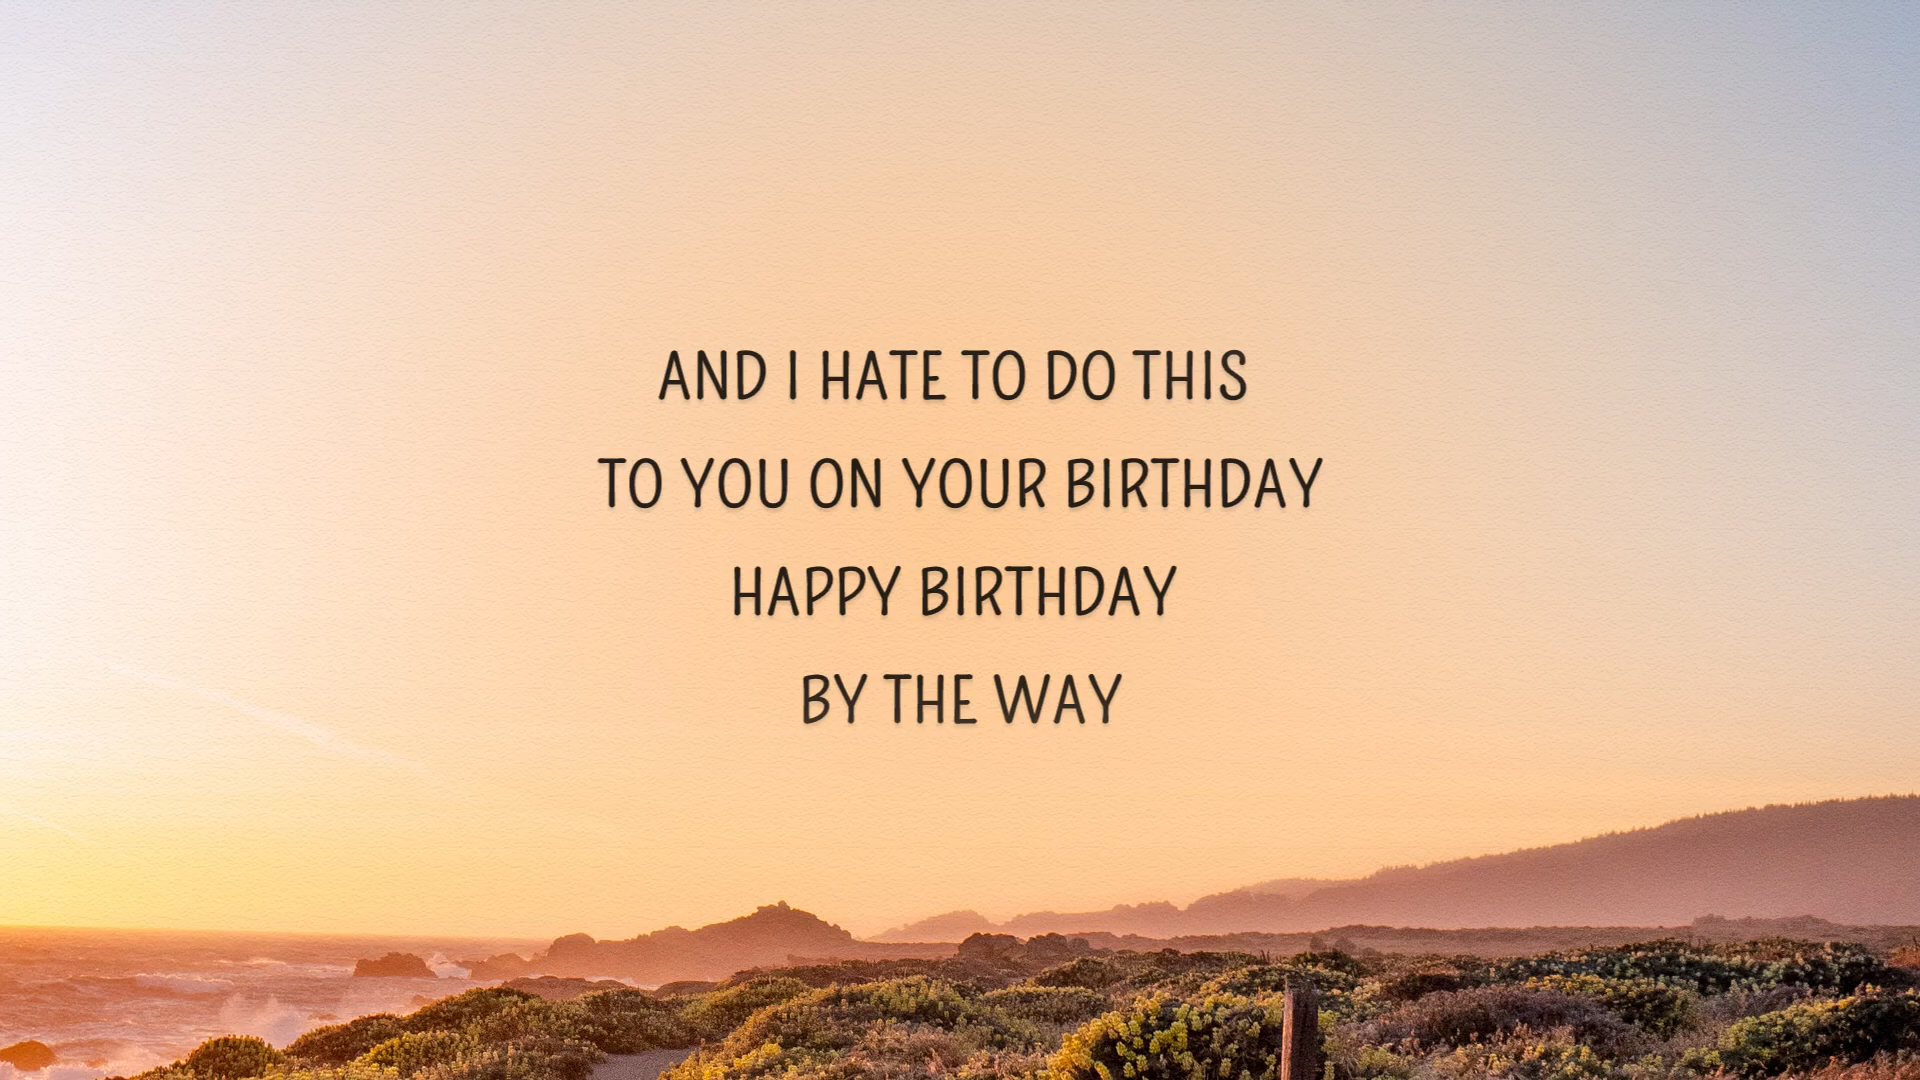 AND I HATE TO DO THIS
TO YOU ON YOUR BIRTHDAY
HAPPY BIRTHDAY
BY THE WAY